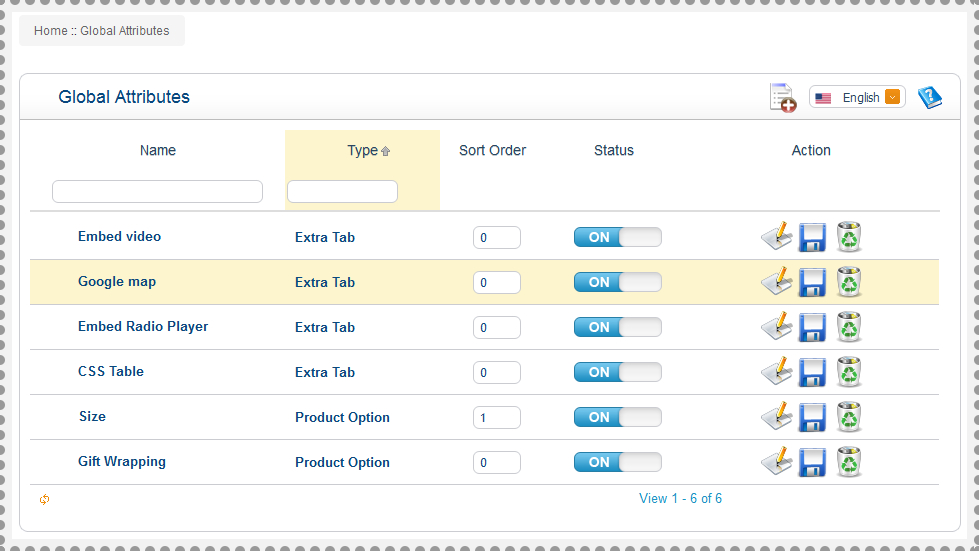 Home :: Global Attributes
Global Attributes
English
Name Type Sort Order Status Action
Embed video Extra Tab 0 ON
Google map Extra Tab 0 ON
Embed Radio Player Extra Tab 0 ON
CSS Table Extra Tab 0 ON
Size Product Option 1 ON
Gift Wrapping Product Option 0 ON
View 1 - 6 of 6